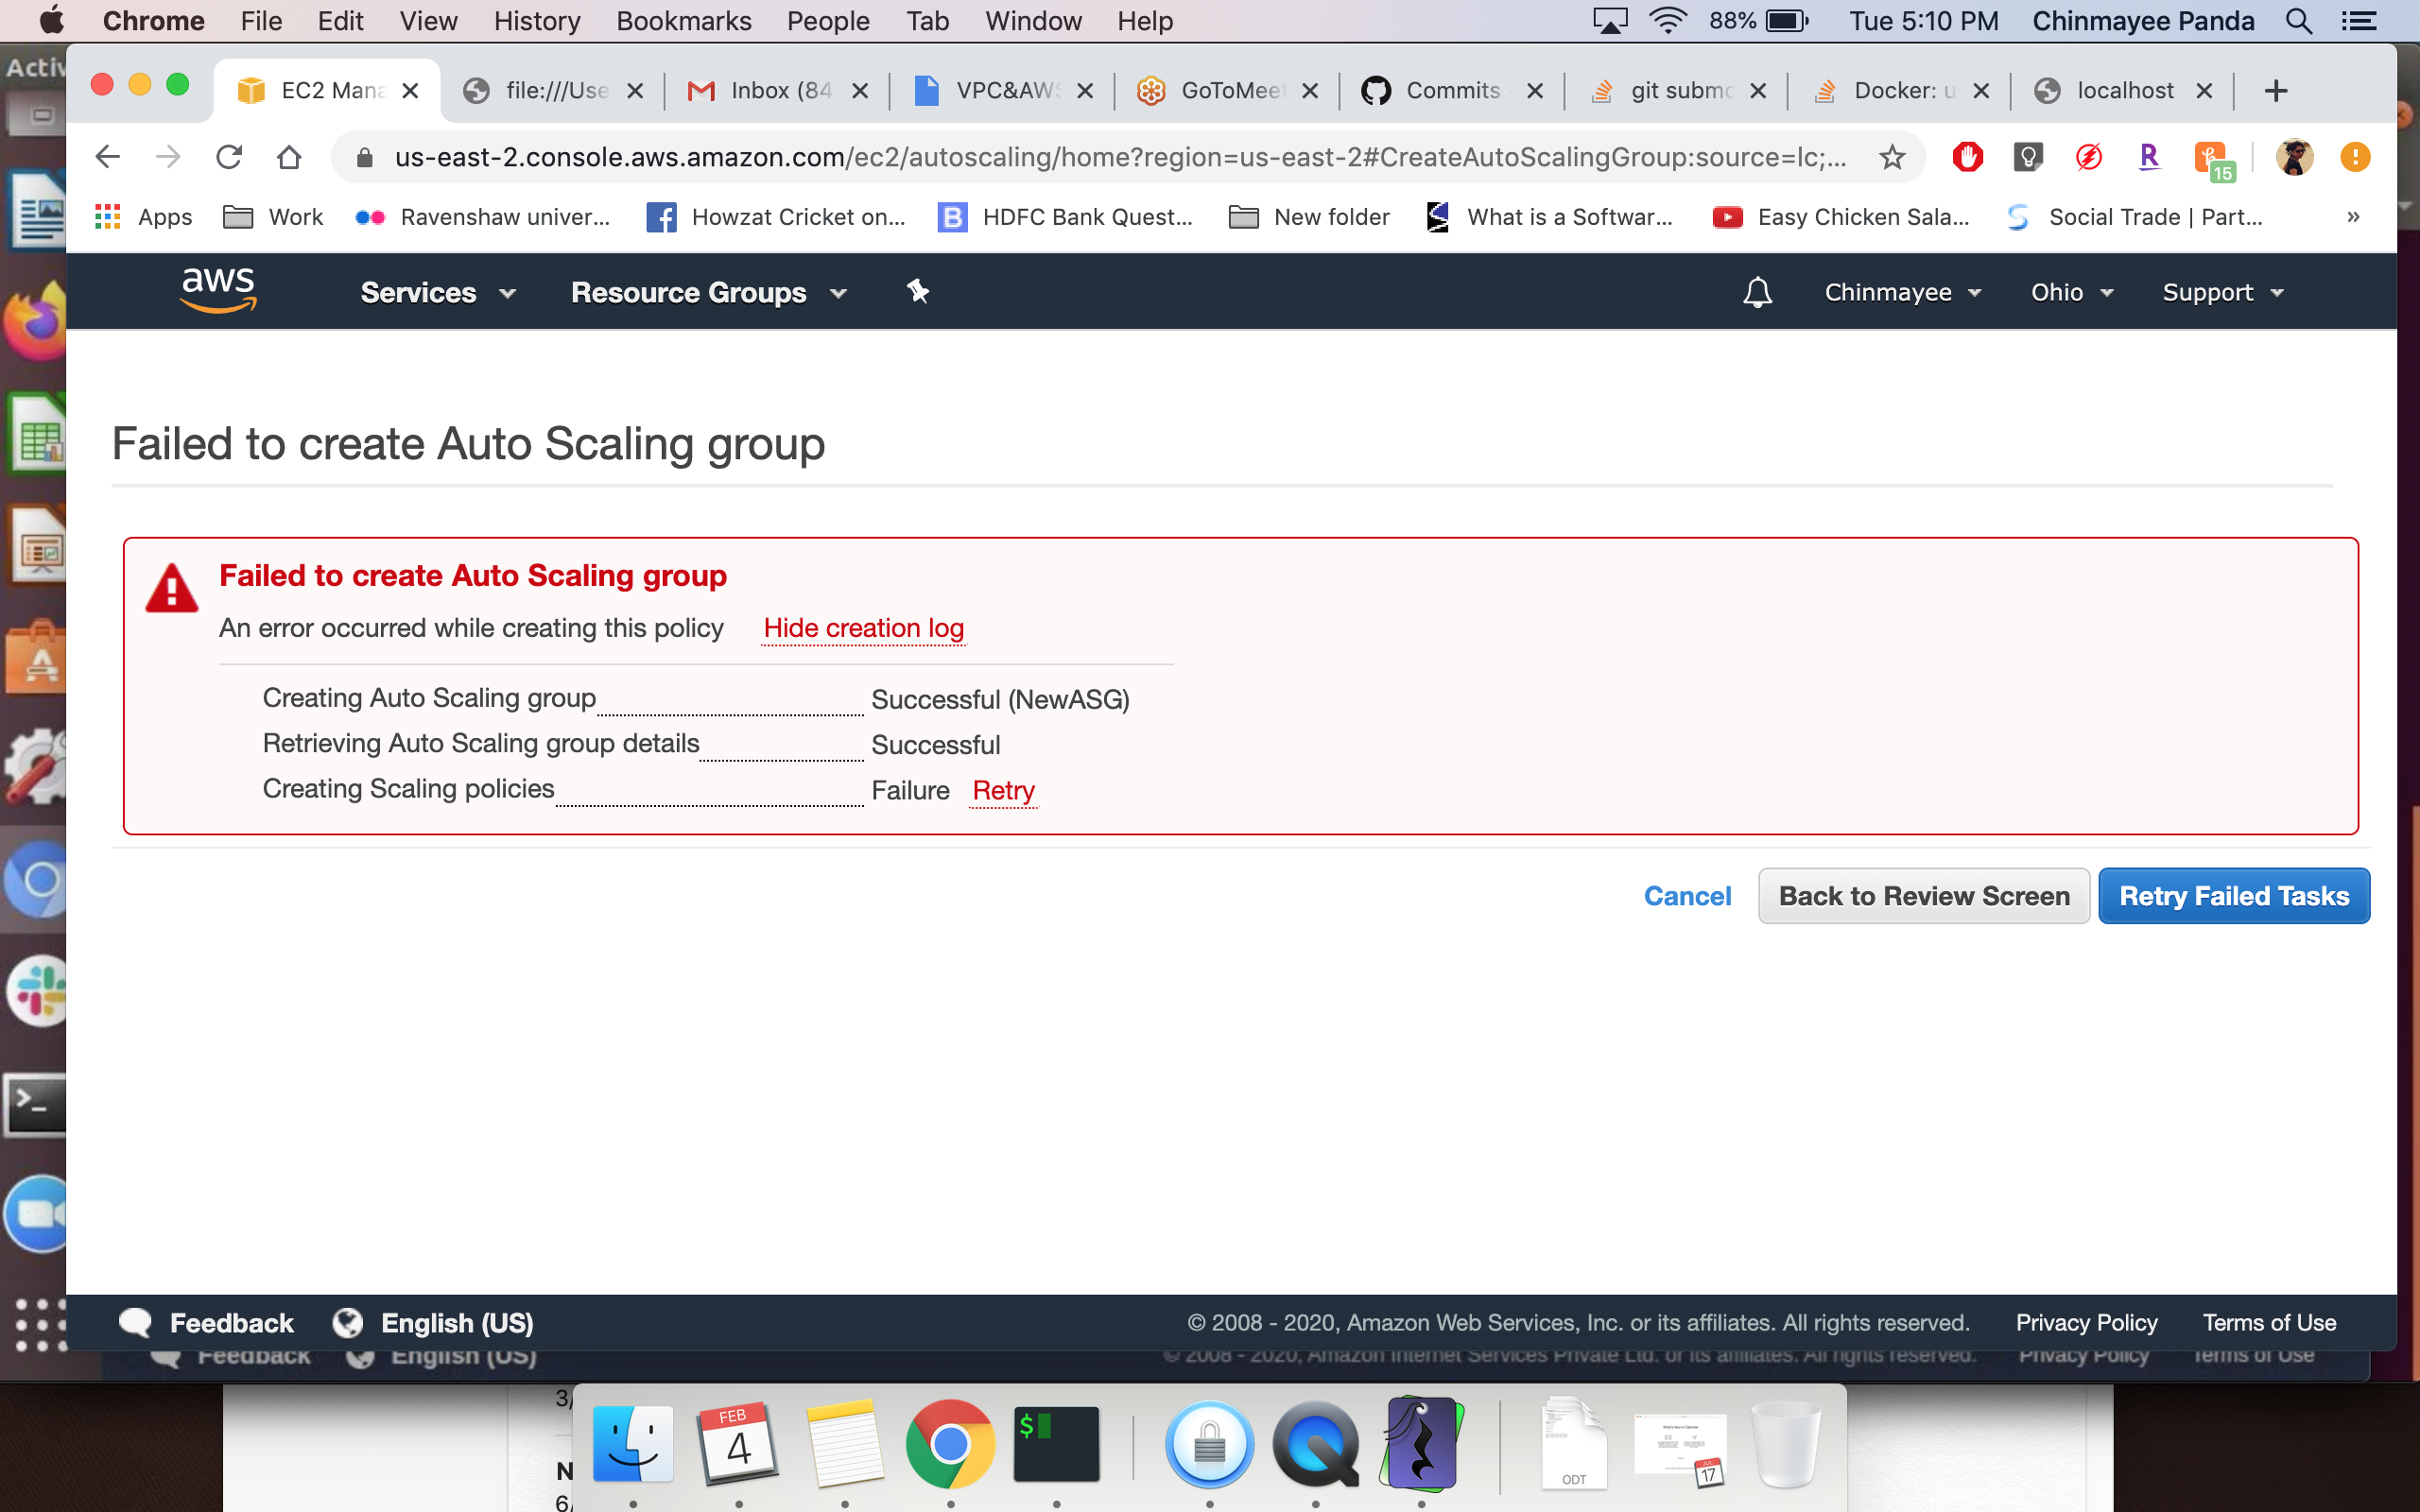 Chrome File Edit View History Bookmarks People Tab Window Help 88% Tue 5:10 PM Chinmayee Panda
Activ
EC2 Mana file:///Use Inbox (84 VPC&AWS GoToMeet Commits git submo Docker: u localhost
us-east-2.console.aws.amazon.com/ec2/autoscaling/home?region=us-east-2#CreateAutoScalingGroup:source=lc;... R 15
Apps Work Ravenshaw univer... Howzat Cricket on... B HDFC Bank Quest... New folder What is a Softwar... Easy Chicken Sala... Social Trade | Part... »
aws Services Resource Groups Chinmayee Ohio Support
Failed to create Auto Scaling group
Failed to create Auto Scaling group
An error occurred while creating this policy Hide creation log
Creating Auto Scaling group Successful (NewASG)
Retrieving Auto Scaling group details Successful
Creating Scaling policies Failure Retry
Cancel Back to Review Screen Retry Failed Tasks
Feedback English (US) © 2008 - 2020, Amazon Web Services, Inc. or its affiliates. All rights reserved. Privacy Policy Terms of Use
Feedback English (US) © 2008 - 2020, Amazon Internet Services Private Ltd. or its affiliates. All rights reserved. Privacy Policy Terms of Use
3/
FEB
4
$
ODT
JUL
17
N
6/